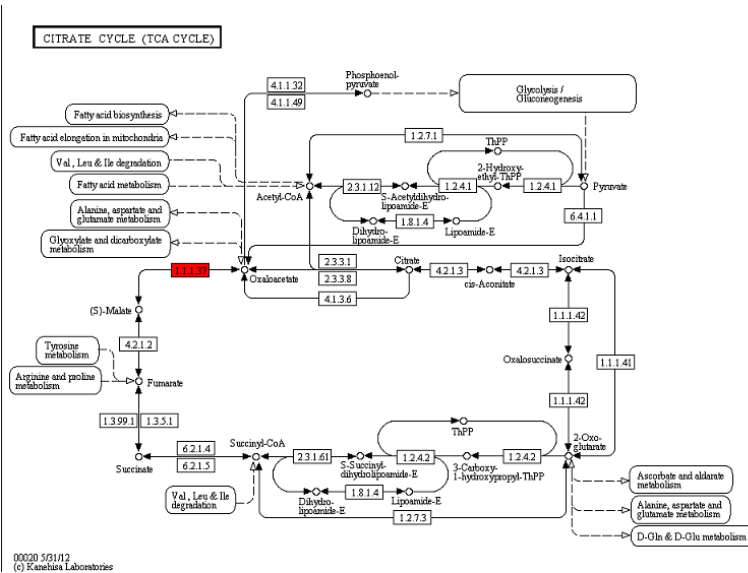 CITRATE CYCLE (TCA CYCLE)
Phosphoenol-
pyruvate
4.1.1.32
4.1.1.49
Glycolysis /
Gluconeogenesis
Fatty acid biosynthesis
Fatty acid elongation in mitochondria
Val, Leu & Ile degradation
Fatty acid metabolism
Alanine, aspartate and
glutamate metabolism
Glyoxylate and dicarboxylate
metabolism
1.2.7.1
ThPP
2-Hydroxy-
ethyl-ThPP
Acetyl-CoA
2.3.1.12
S-Acetyldihydro-
lipoamide-E
1.2.4.1
1.2.4.1
Pyruvate
Dihydro-
lipoamide-E
1.8.1.4
Lipoamide-E
6.4.1.1
1.1.1.37
Oxaloacetate
2.3.3.1
2.3.3.8
4.1.3.6
Citrate
4.2.1.3
cis-Aconitate
4.2.1.3
Isocitrate
(S)-Malate
4.2.1.2
1.1.1.42
Oxalosuccinate
1.1.1.41
1.1.1.42
Tyrosine
metabolism
Arginine and proline
metabolism
Fumarate
1.3.99.1
1.3.5.1
Succinate
6.2.1.4
6.2.1.5
Succinyl-CoA
2.3.1.61
S-Succinyl-
dihydrolipoamide-E
1.2.4.2
ThPP
3-Carboxy-
1-hydroxypropyl-ThPP
1.2.4.2
2-Oxo-
glutarate
Val, Leu & Ile
degradation
Dihydro-
lipoamide-E
1.8.1.4
Lipoamide-E
1.2.7.3
Ascorbate and aldarate
metabolism
Alanine, aspartate and
glutamate metabolism
D-Gln & D-Glu metabolism
00020 5/31/12
(c) Kanehisa Laboratories